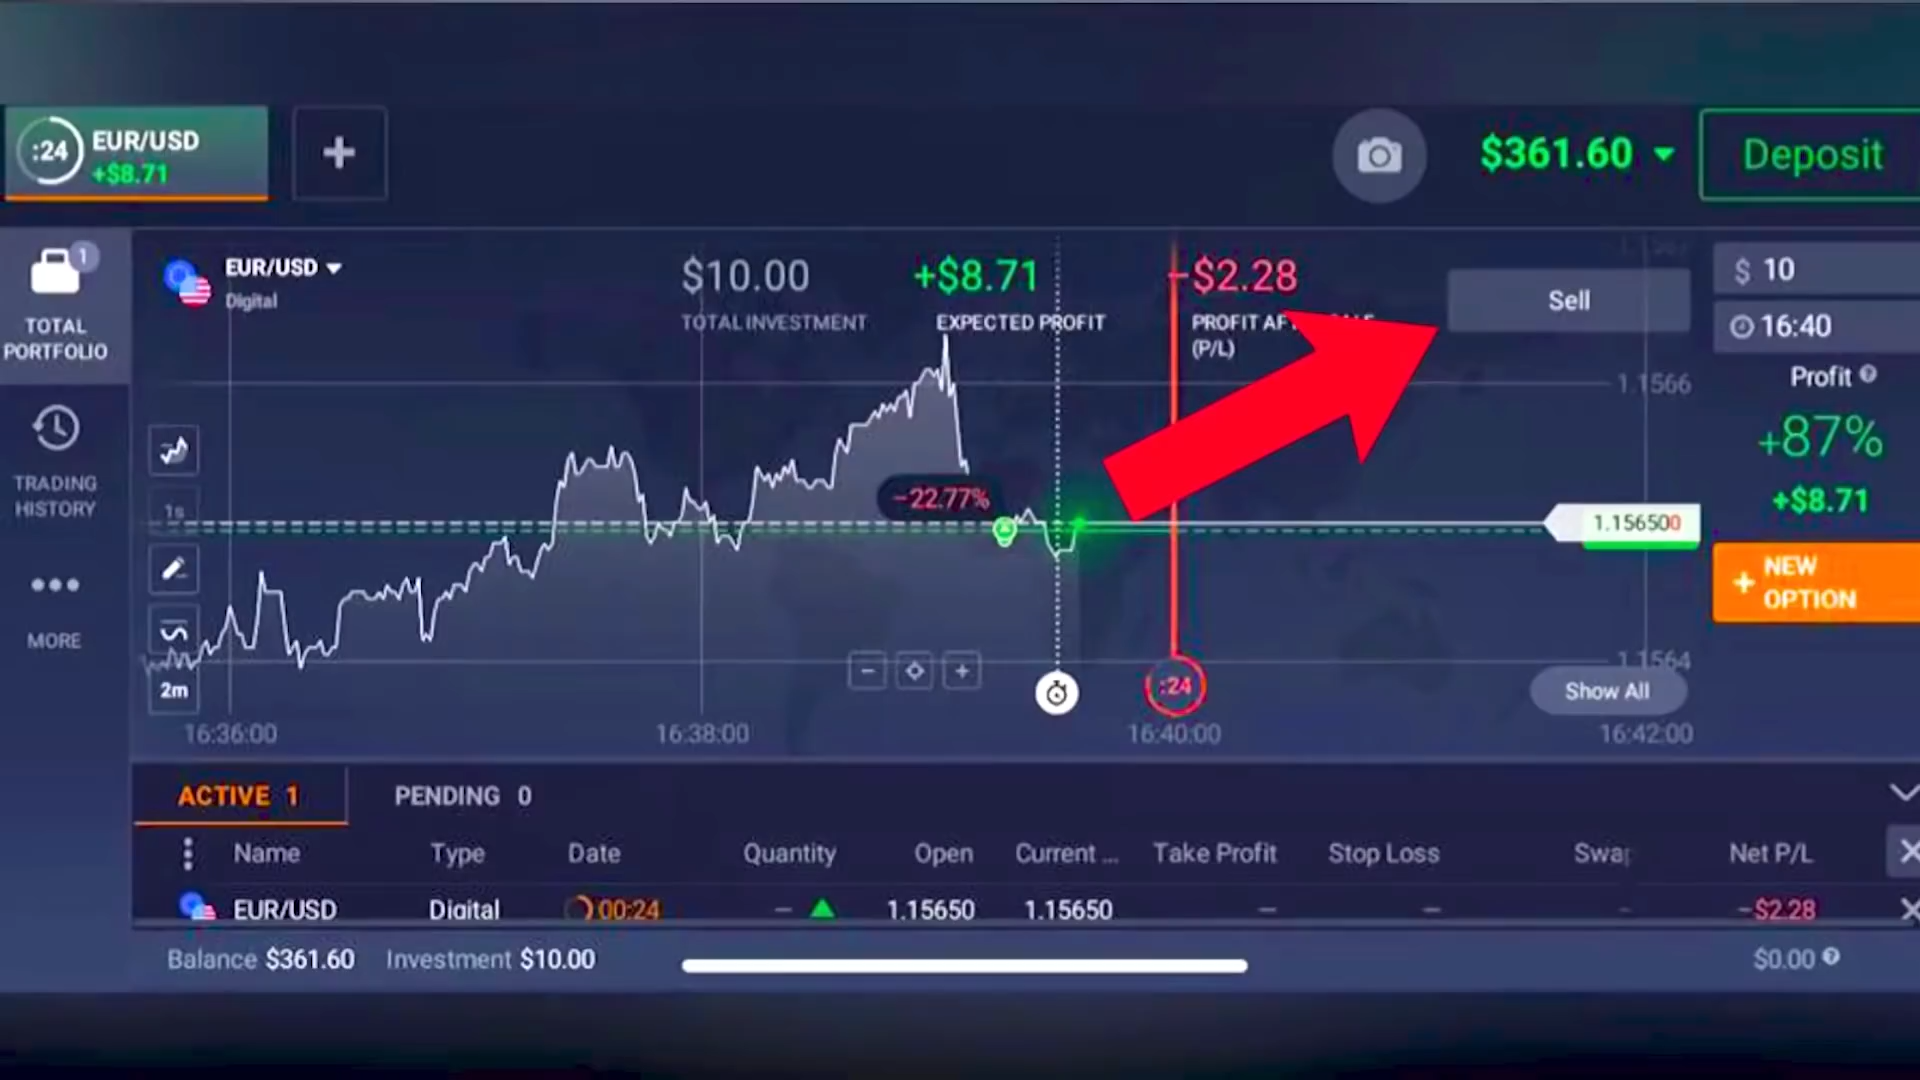 :24
EUR/USD
+$8.71
$361.60
Deposit
1
TOTAL
PORTFOLIO
TRADING
HISTORY
MORE
EUR/USD
Digital
$10.00
TOTAL INVESTMENT
+$8.71
EXPECTED PROFIT
-$2.28
PROFIT
(P/L)
Sell
$ 10
16:40
Profit
+87%
+$8.71
+ NEW
OPTION
1.1566
-22.77%
1.156500
1s
2m
1.1564
:24
Show All
16:36:00
16:38:00
16:40:00
16:42:00
ACTIVE 1
PENDING 0
Name Type Date Quantity Open Current ... Take Profit Stop Loss Net P/L
EUR/USD Digital 00:24 – 1.15650 1.15650 – – – -$2.28
Balance $361.60 Investment $10.00
$0.00